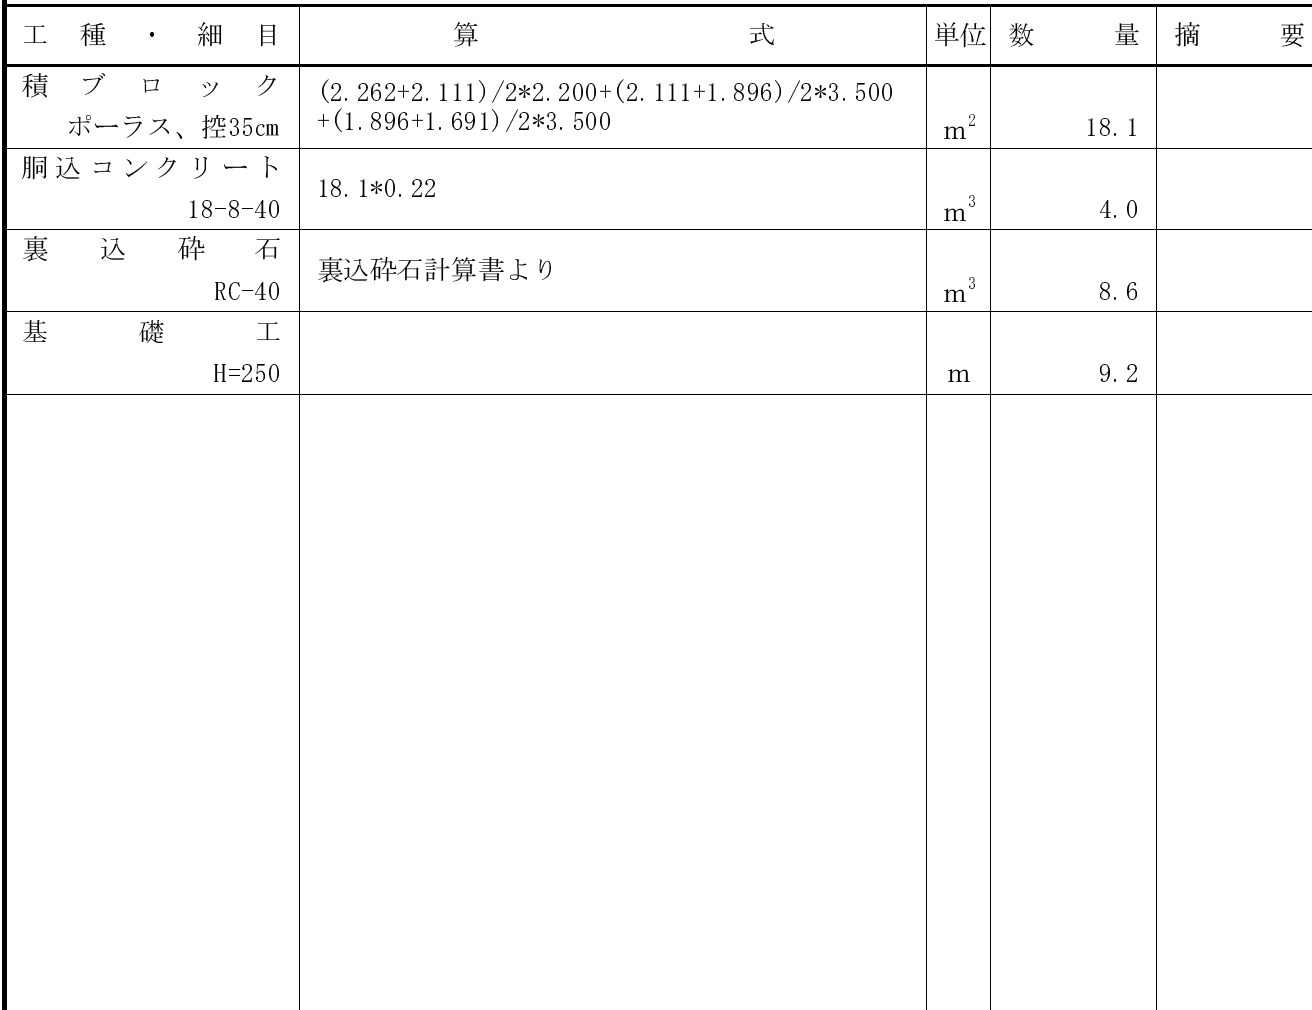 工種・細目 算式 単位 数量 摘要
積ブロック
ポーラス、控35㎝ (2.262+2.111)/2*2.200+(2.111+1.896)/2*3.500
+(1.896+1.691)/2*3.500 m² 18.1
胴込コンクリート
18-8-40 18.1*0.22 m³ 4.0
裏込砕石
RC-40 裏込砕石計算書より m³ 8.6
基礎工
H=250 m 9.2